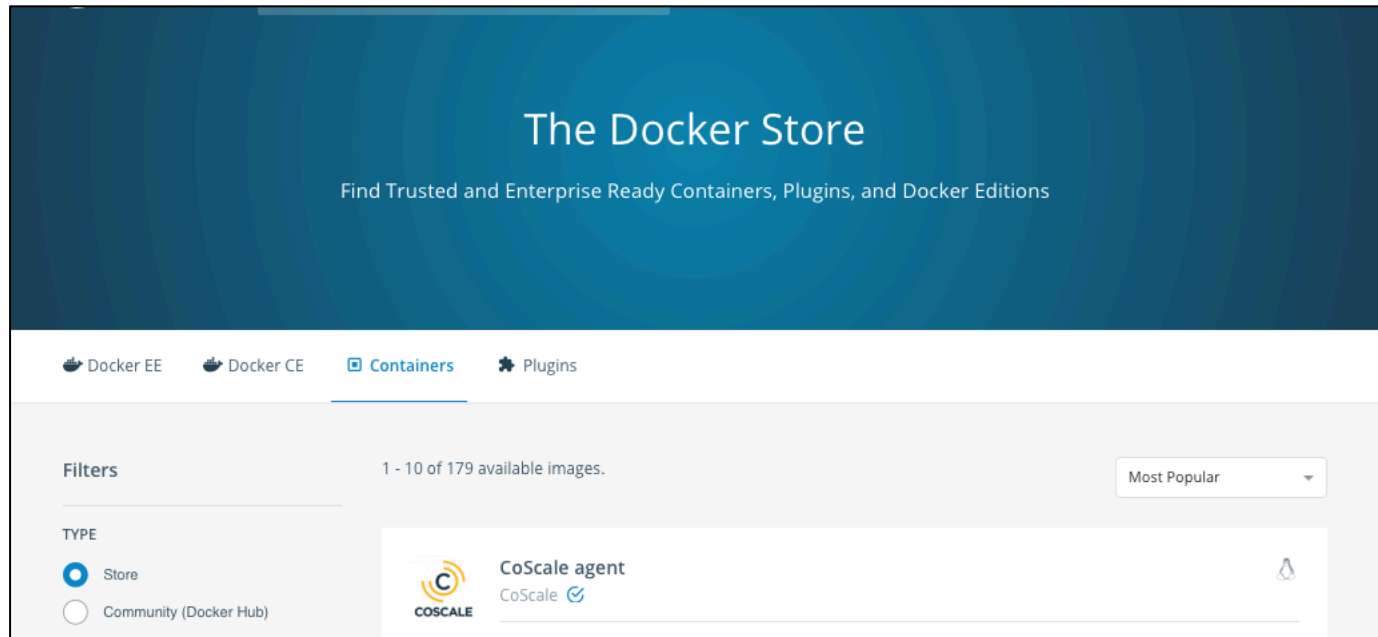 The Docker Store
Find Trusted and Enterprise Ready Containers, Plugins, and Docker Editions
Docker EE
Docker CE
Containers
Plugins
Filters
1 - 10 of 179 available images.
Most Popular
TYPE
Store
Community (Docker Hub)
C
COSCALE
CoScale agent
CoScale